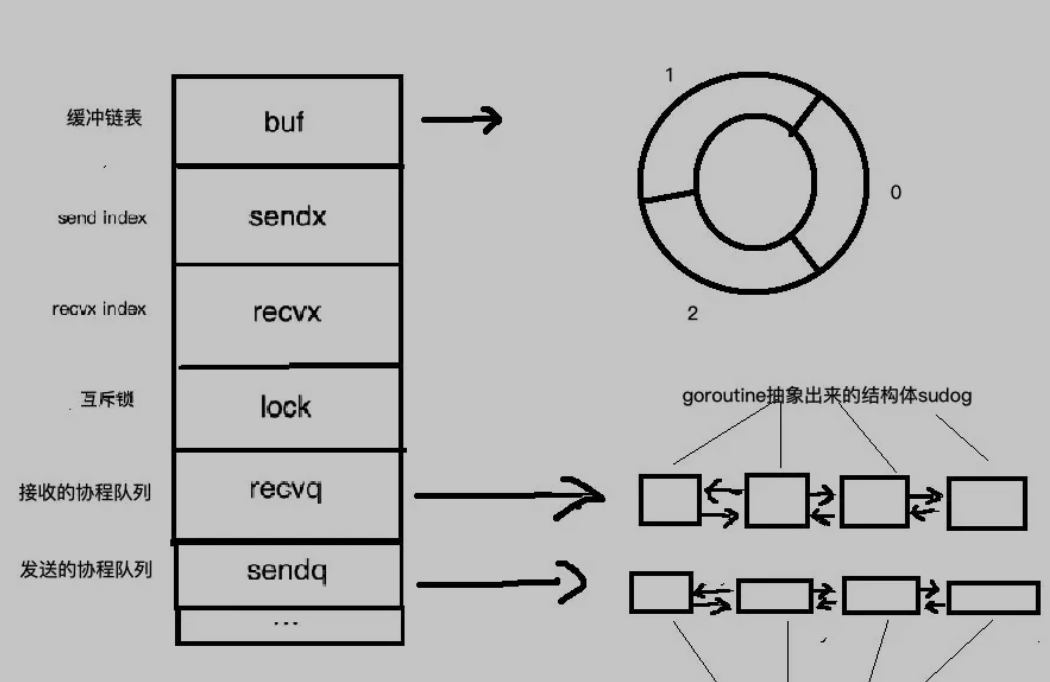 缓冲链表
buf
1
0
2
send index
sendx
recvx index
recvx
互斥锁
lock
goroutine抽象出来的结构体sudog
接收的协程队列
recvq
发送的协程队列
sendq
...